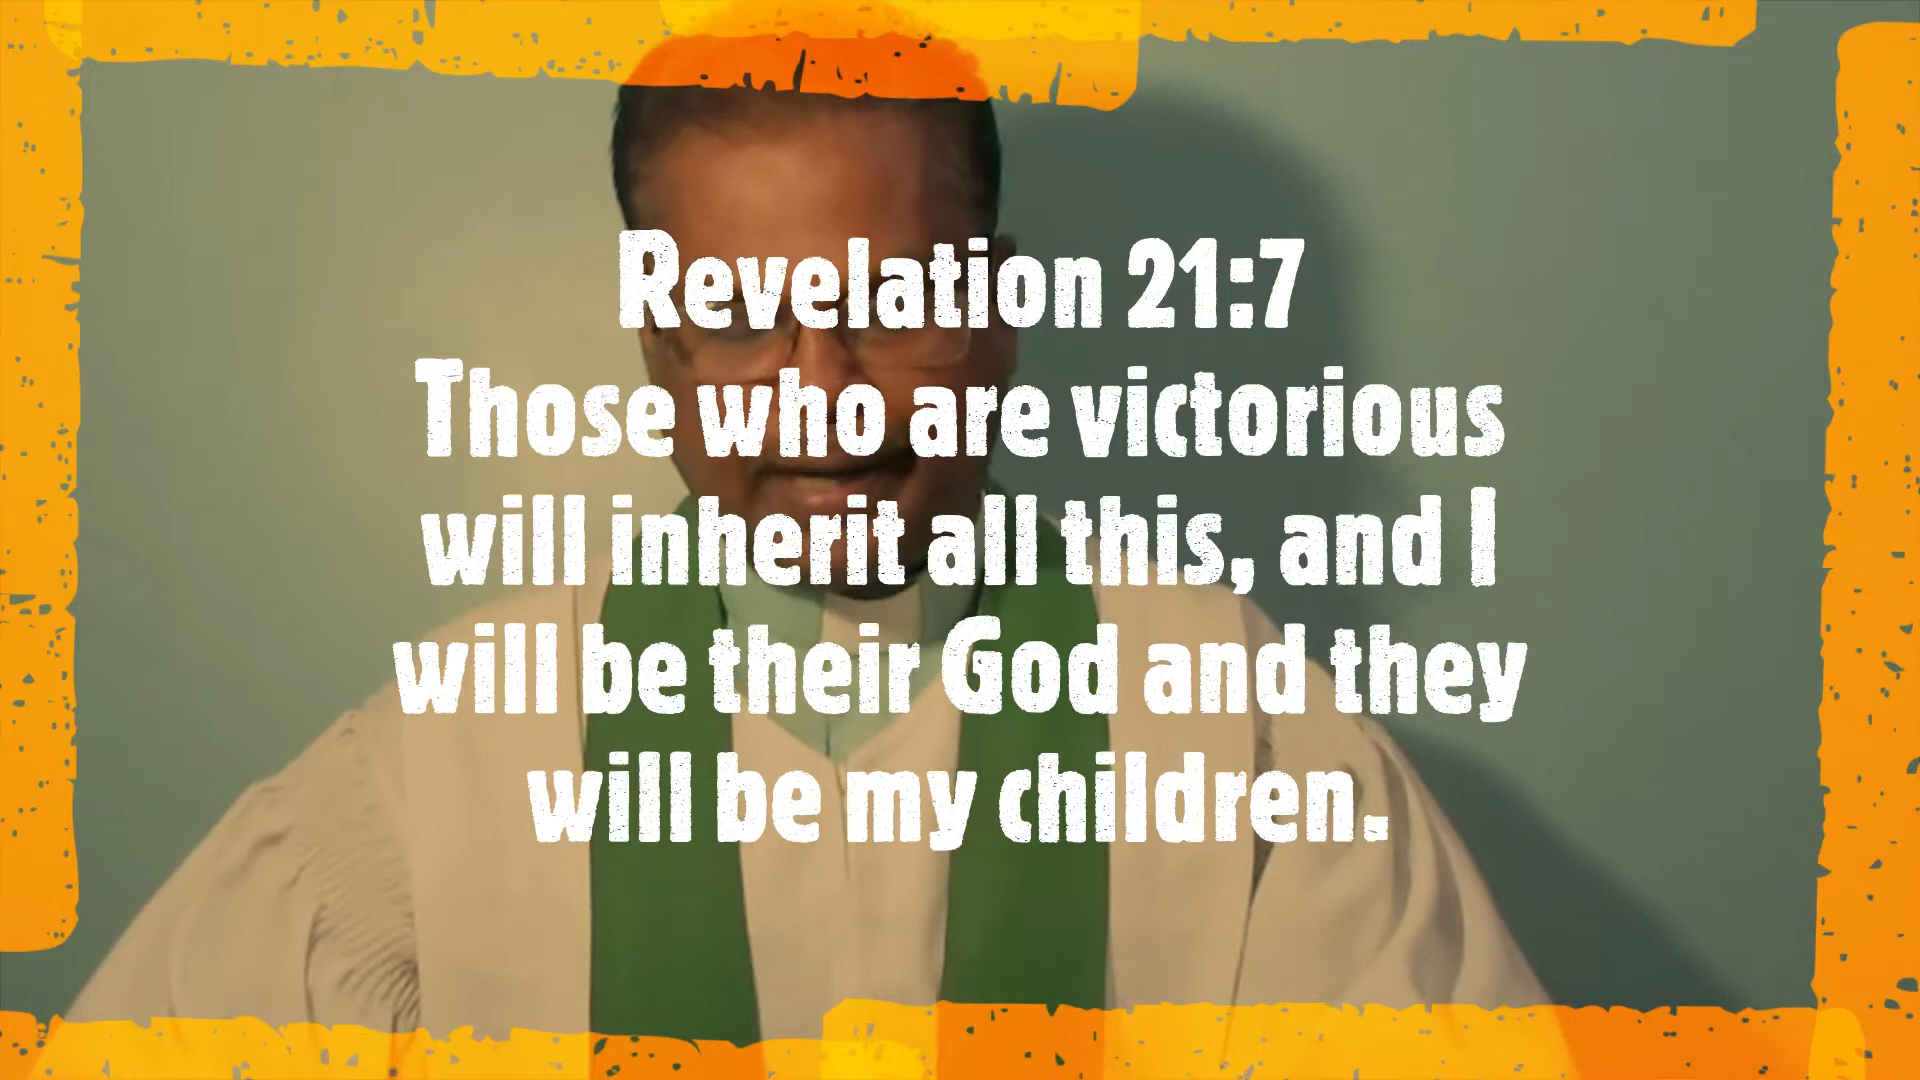 Revelation 21:7
Those who are victorious
will inherit all this, and I
will be their God and they
will be my children.